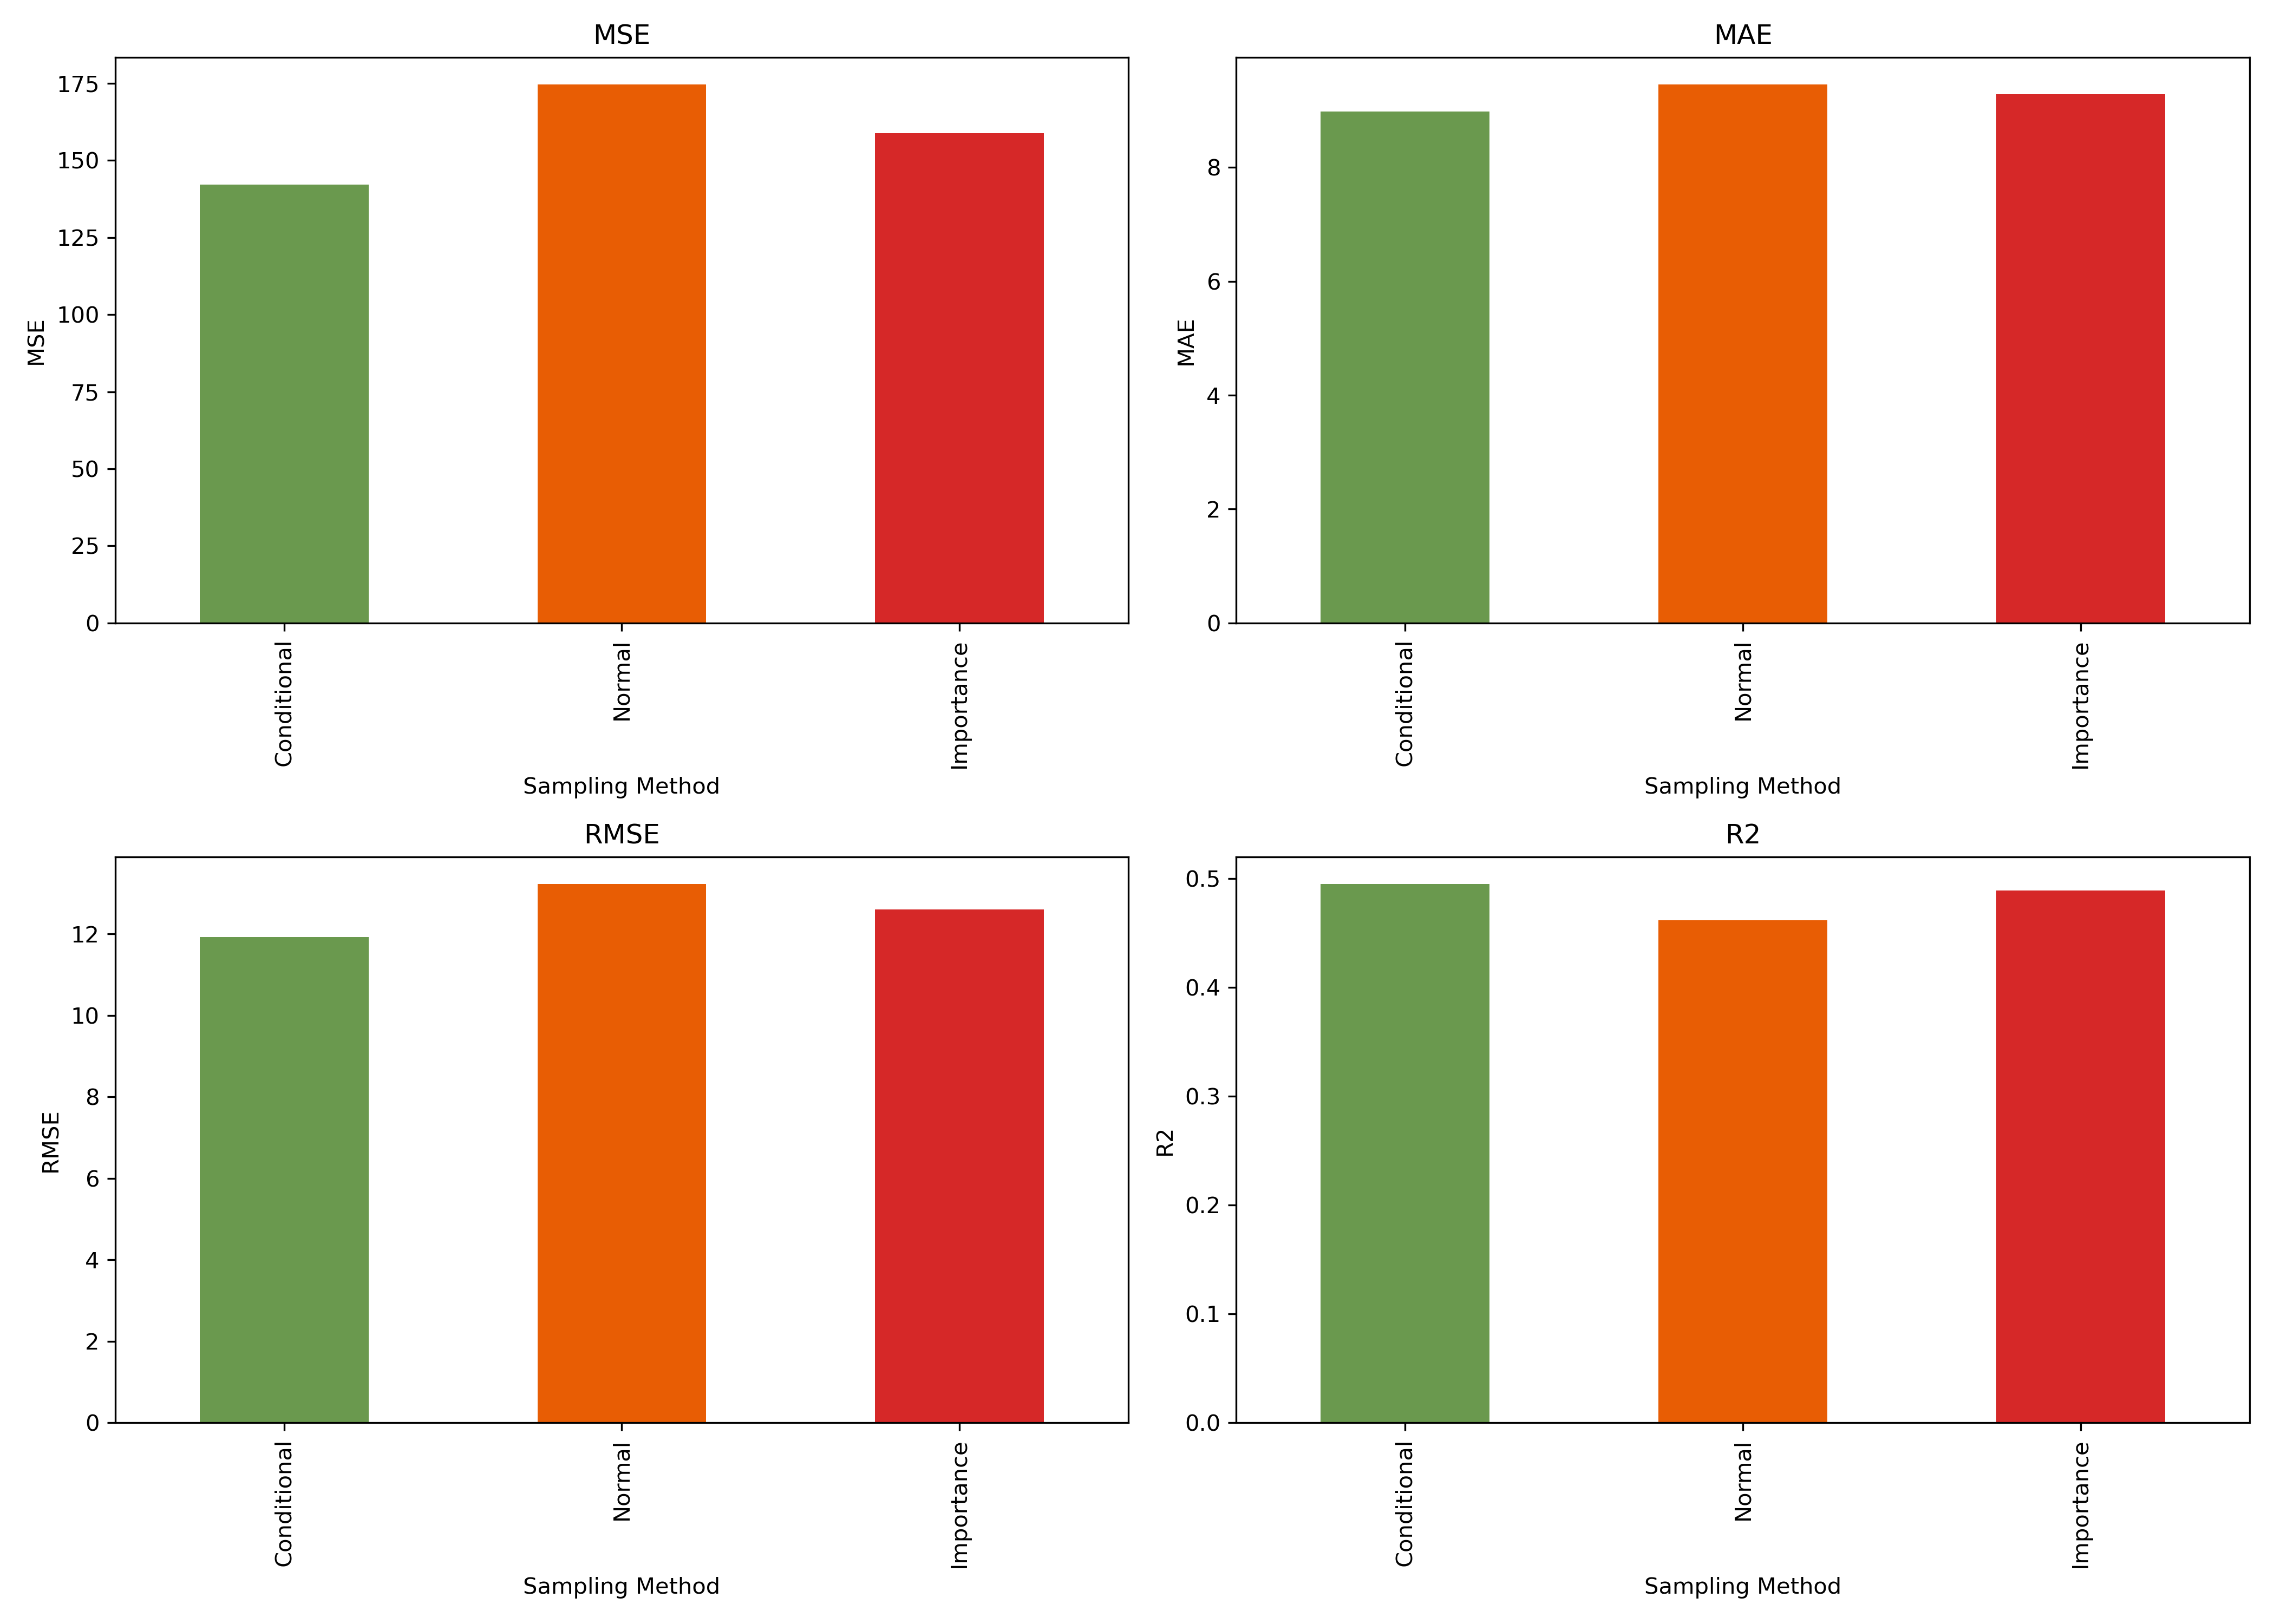 MSE
175
150
125
100
75
50
25
0
MSE
Conditional
Normal
Importance
Sampling Method
MAE
8
6
4
2
0
MAE
Conditional
Normal
Importance
Sampling Method
RMSE
12
10
8
6
4
2
0
RMSE
Conditional
Normal
Importance
Sampling Method
R2
0.5
0.4
0.3
0.2
0.1
0.0
R2
Conditional
Normal
Importance
Sampling Method